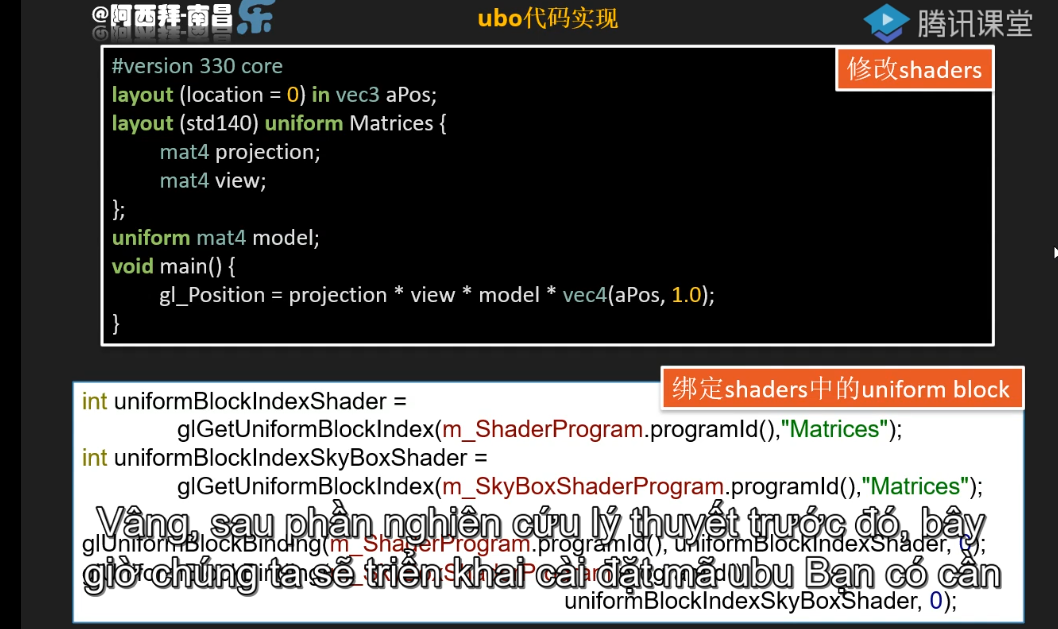 @阿西拜-南昌
ubo代码实现
腾讯课堂
修改shaders
#version 330 core
layout (location = 0) in vec3 aPos;
layout (std140) uniform Matrices {
mat4 projection;
mat4 view;
};
uniform mat4 model;
void main() {
gl_Position = projection * view * model * vec4(aPos, 1.0);
}
绑定shaders中的uniform block
int uniformBlockIndexShader =
glGetUniformBlockIndex(m_ShaderProgram.programId(),"Matrices");
int uniformBlockIndexSkyBoxShader =
glGetUniformBlockIndex(m_SkyBoxShaderProgram.programId(),"Matrices");
Vâng, sau phần nghiên cứu lý thuyết trước đó, bây
glUniformBlockBinding(m_ShaderProgram.programId(), uniformBlockIndexShader, 0);
giờ chúng ta sẽ triển khai cài đặt mã ubu Bạn có cần
uniformBlockIndexSkyBoxShader, 0);